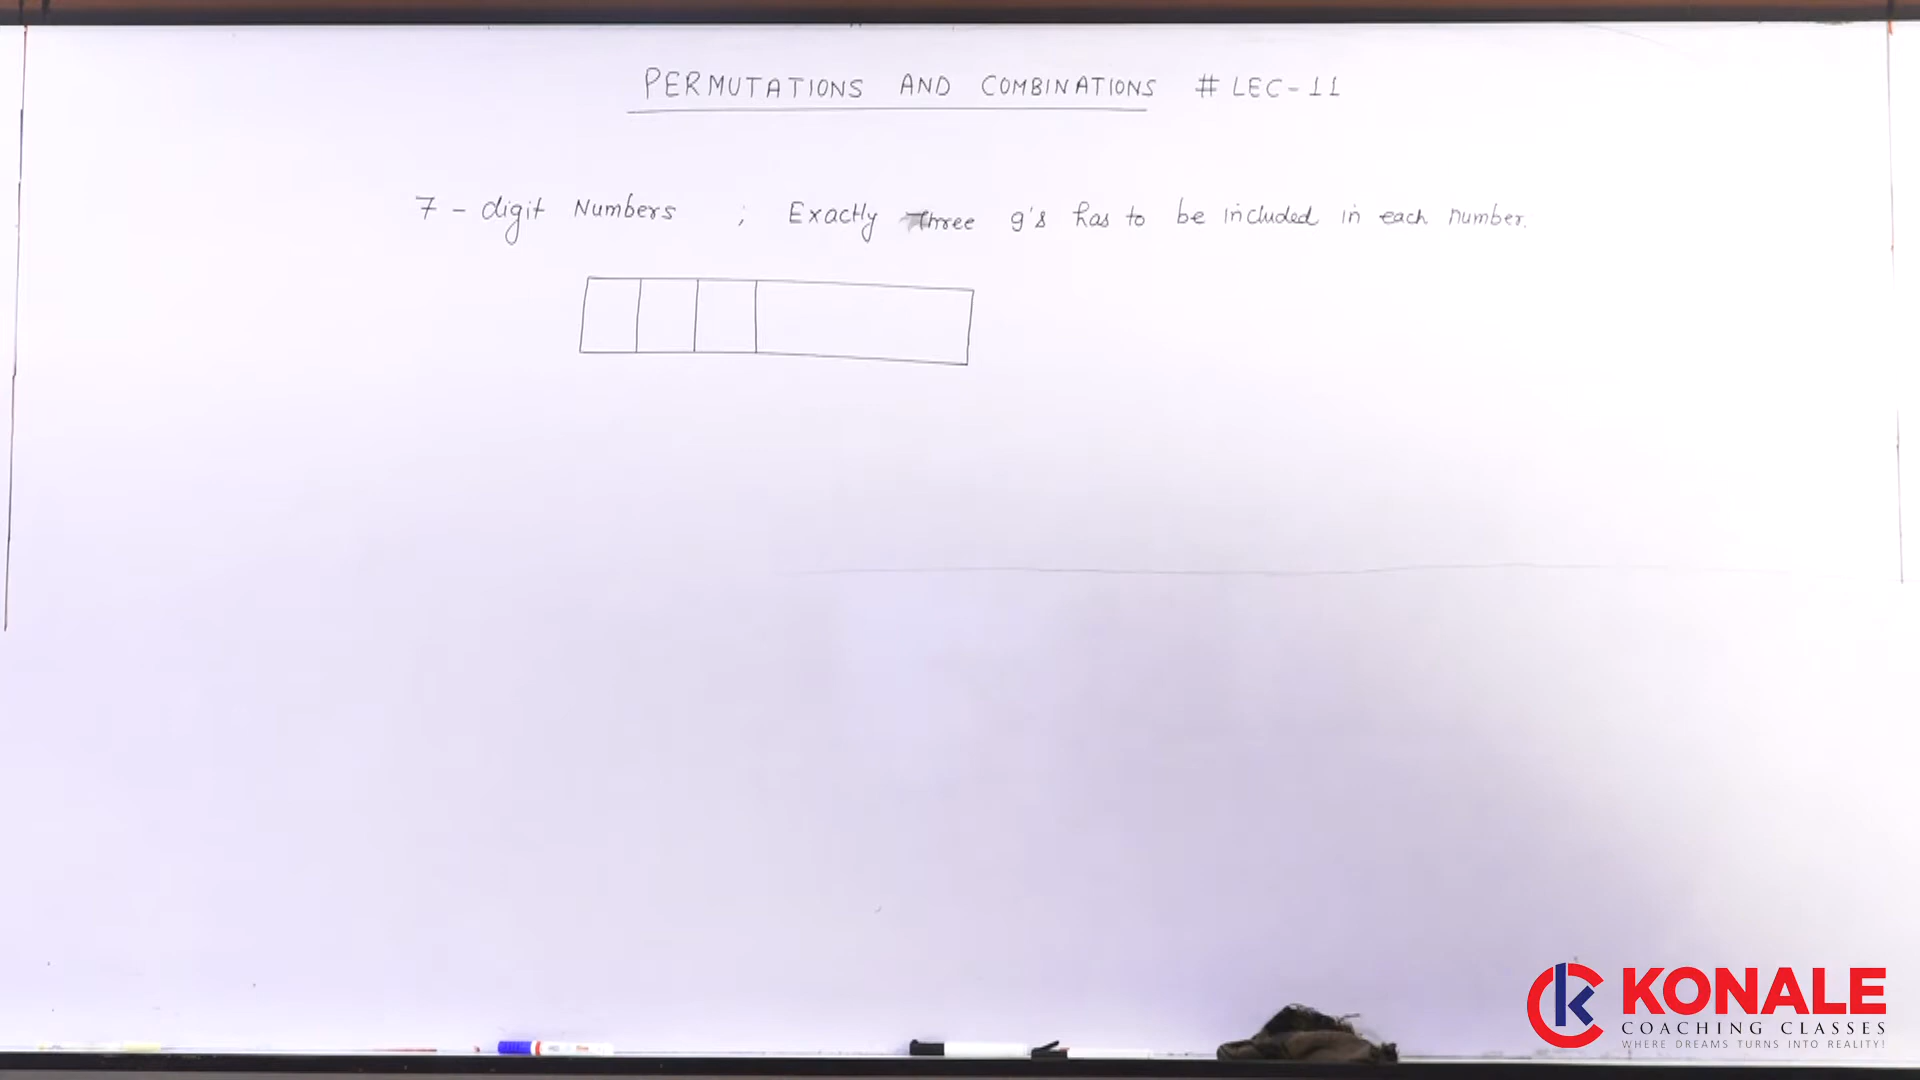 PERMUTATIONS AND COMBINATIONS # LEC-11
7 - digit Numbers ; Exactly Three 9's has to be included in each number.
KONALE
COACHING CLASSES
WHERE DREAMS TURNS INTO REALITY!